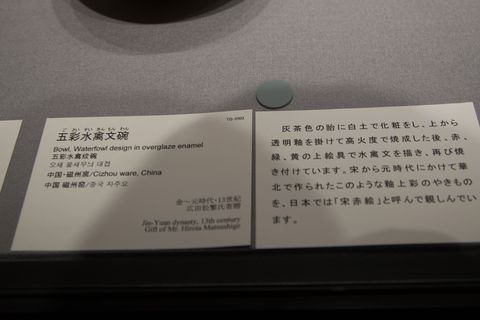 TG-2503
ご さい すい きん もん わん
五彩水禽文碗
Bowl, Waterfowl design in overglaze enamel
五彩水禽纹碗
오채 물새무늬 대접
中国・磁州窯/Cizhou ware, China
中国 磁州窑/중국 자주요
金～元時代・13世紀
広田松繁氏寄贈
Jin-Yuan dynasty, 13th century
Gift of Mr. Hirota Matsushige
灰茶色の胎に白土で化粧をし、上から
透明釉を掛けて高火度で焼成した後、赤、
緑、黄の上絵具で水禽文を描き、再び焼
き付けています。宋から元時代にかけて華
北で作られたこのような釉上彩のやきもの
を、日本では「宋赤絵」と呼んで親しんでい
ます。